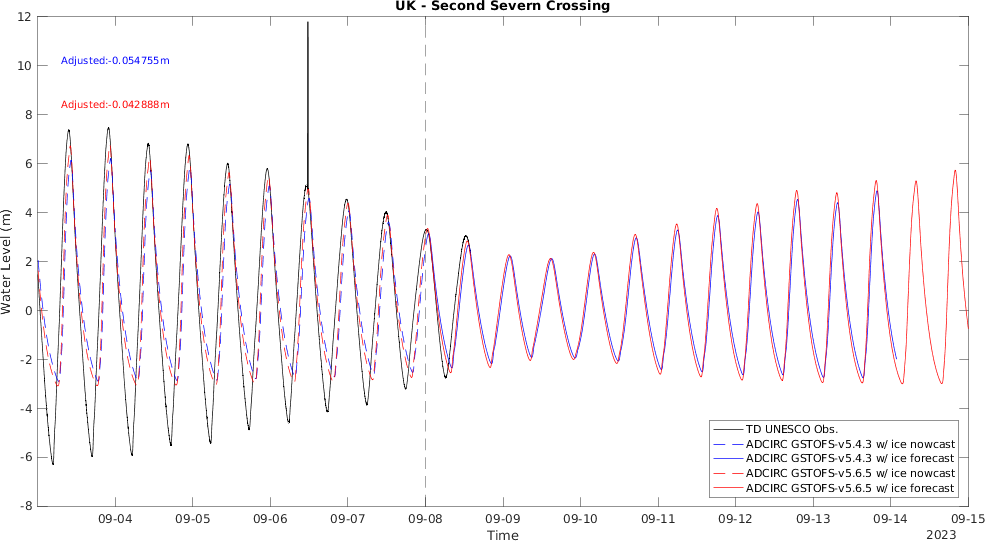 UK - Second Severn Crossing
12
10
8
6
4
2
0
-2
-4
-6
-8
Water Level (m)
Adjusted:-0.054755m
Adjusted:-0.042888m
TD UNESCO Obs.
ADCIRC GSTOFS-v5.4.3 w/ ice nowcast
ADCIRC GSTOFS-v5.4.3 w/ ice forecast
ADCIRC GSTOFS-v5.6.5 w/ ice nowcast
ADCIRC GSTOFS-v5.6.5 w/ ice forecast
09-04 09-05 09-06 09-07 09-08 09-09 09-10 09-11 09-12 09-13 09-14 09-15
Time
2023